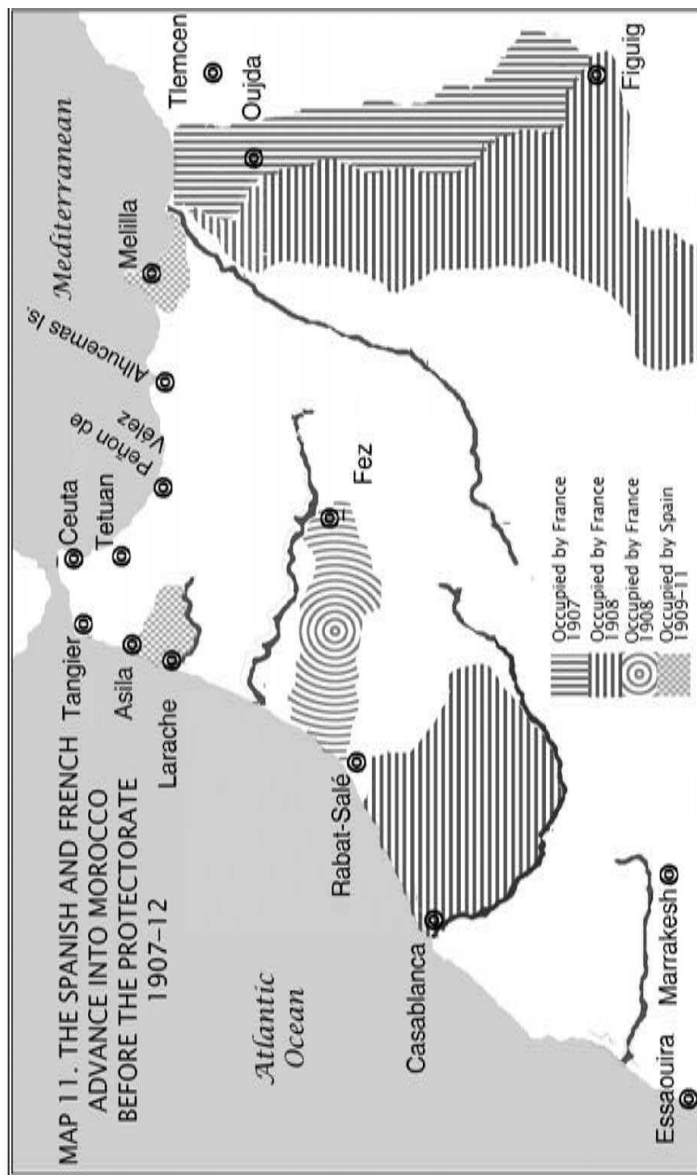 MAP 11. THE SPANISH AND FRENCH
ADVANCE INTO MOROCCO
BEFORE THE PROTECTORATE
1907–12
Mediterranean
Atlantic
Ocean
Tangier
Ceuta
Tetuan
Asila
Larache
Peñon de
Vélez
Alhucemas Is.
Melilla
Tlemcen
Oujda
Fez
Rabat-Salé
Casablanca
Figuig
Essaouira
Marrakesh
Occupied by France
1907
Occupied by France
1908
Occupied by France
1908
Occupied by Spain
1909–11